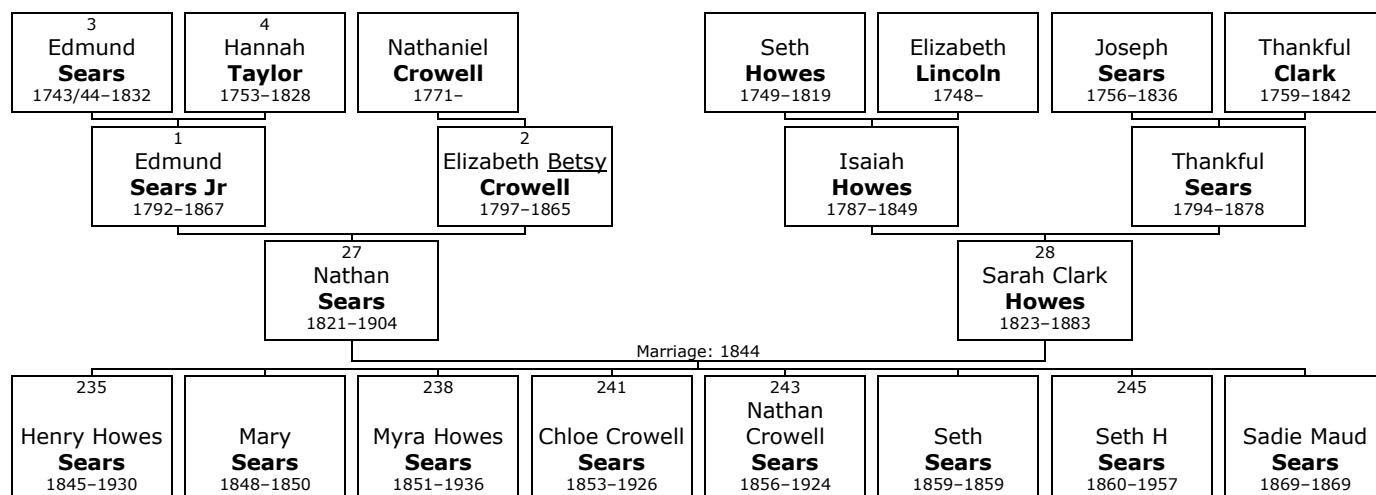 3
Edmund
Sears
1743/44–1832
4
Hannah
Taylor
1753–1828
Nathaniel
Crowell
1771–
Seth
Howes
1749–1819
Elizabeth
Lincoln
1748–
Joseph
Sears
1756–1836
Thankful
Clark
1759–1842
1
Edmund
Sears Jr
1792–1867
2
Elizabeth Betsy
Crowell
1797–1865
Isaiah
Howes
1787–1849
Thankful
Sears
1794–1878
27
Nathan
Sears
1821–1904
28
Sarah Clark
Howes
1823–1883
Marriage: 1844
235
Henry Howes
Sears
1845–1930
Mary
Sears
1848–1850
238
Myra Howes
Sears
1851–1936
241
Chloe Crowell
Sears
1853–1926
243
Nathan
Crowell
Sears
1856–1924
Seth
Sears
1859–1859
245
Seth H
Sears
1860–1957
Sadie Maud
Sears
1869–1869